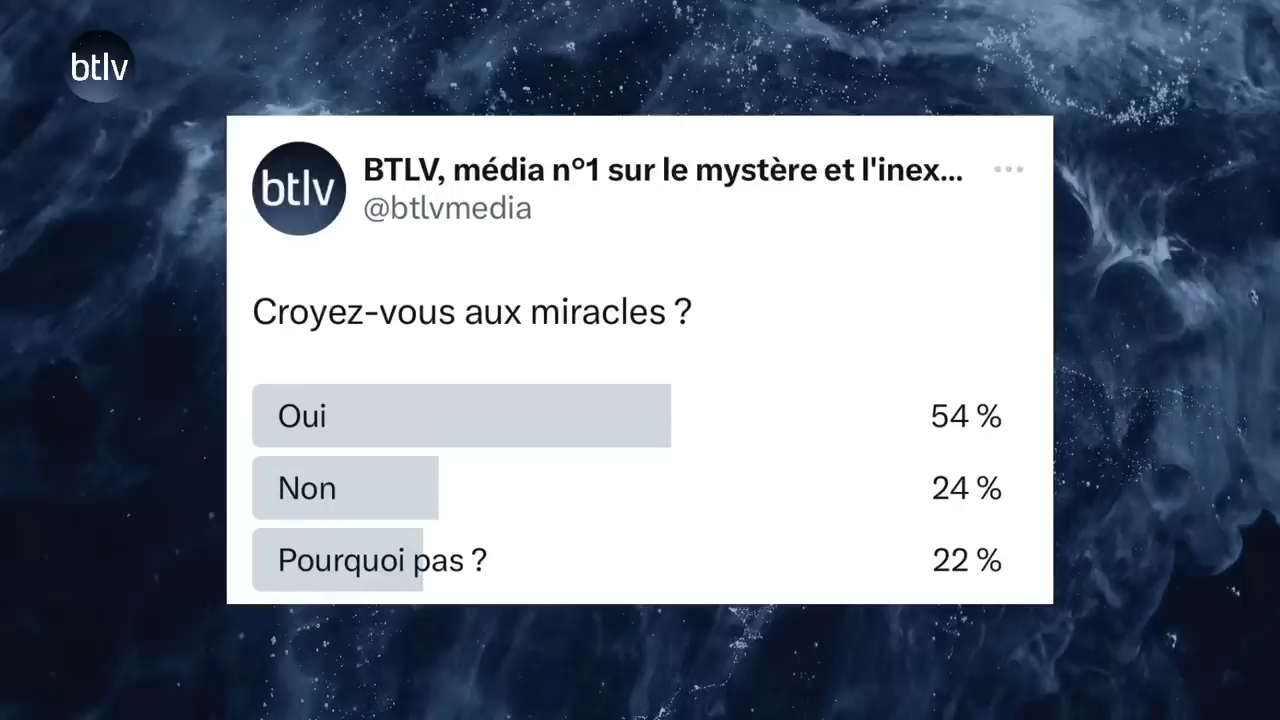 btlv
btlv
BTLV, média n°1 sur le mystère et l'inex...
@btlvmedia
Croyez-vous aux miracles ?
Oui 54 %
Non 24 %
Pourquoi pas ? 22 %